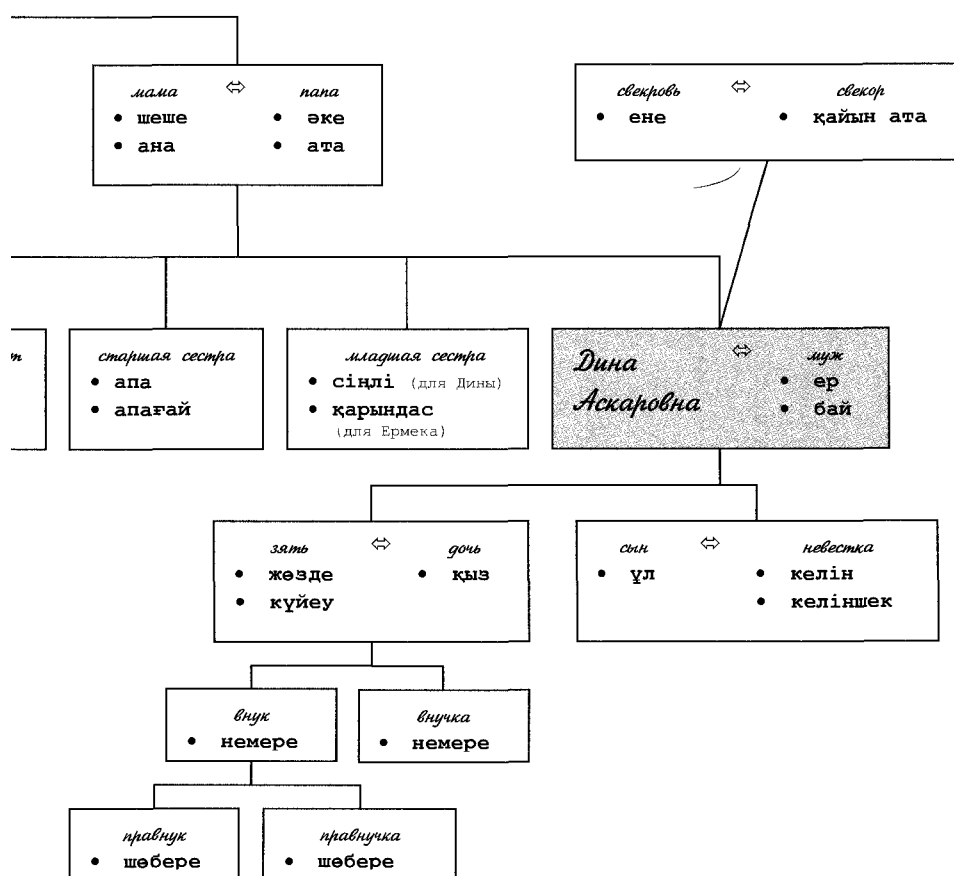 мама ⇔ папа
• шеше • әке
• ана • ата
свекровь ⇔ свекор
• ене • қайын ата
т
старшая сестра
• апа
• апағай
младшая сестра
• сіңлі (для Дины)
• қарындас
(для Ермека)
Дина
Аскаровна
⇔ муж
• ер
• бай
зять ⇔ дочь
• жөзде • қыз
• күйеу
сын ⇔ невестка
• ұл • келін
• келіншек
внук
• немере
внучка
• немере
правнук
• шөбере
правнучка
• шөбере